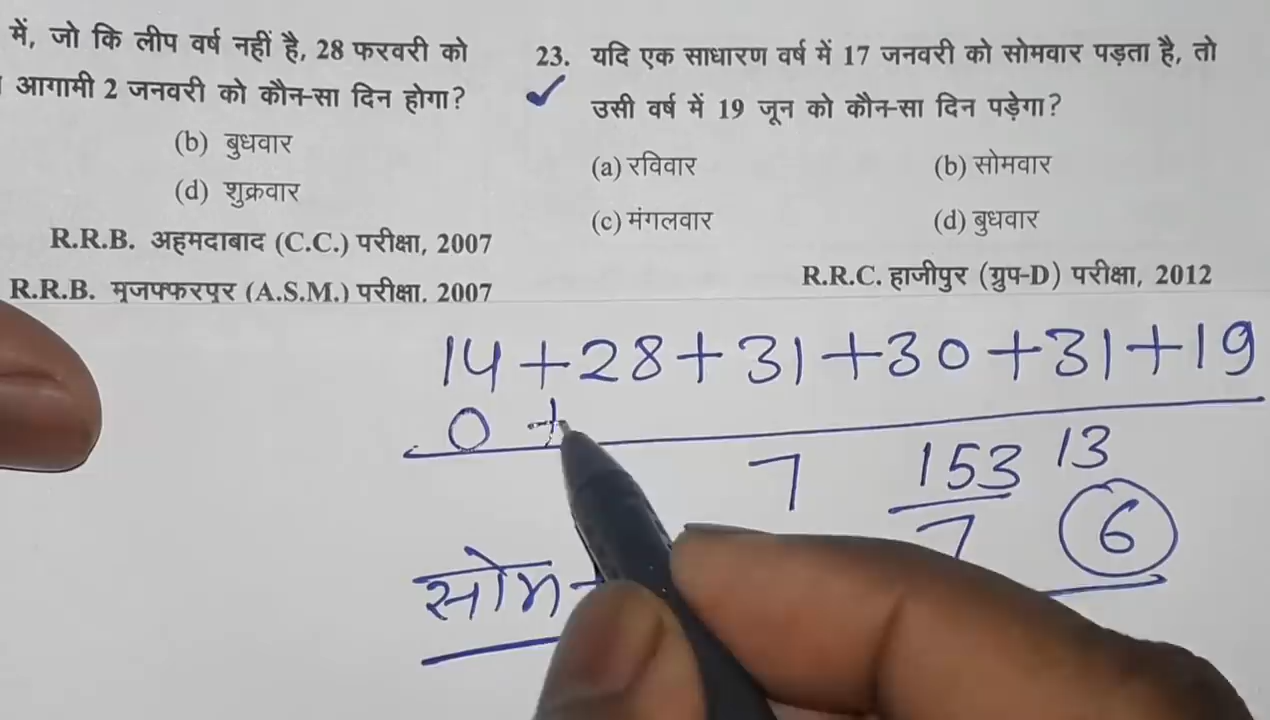 में, जो कि लीप वर्ष नहीं है, 28 फरवरी को
आगामी 2 जनवरी को कौन-सा दिन होगा?
(b) बुधवार
(d) शुक्रवार
R.R.B. अहमदाबाद (C.C.) परीक्षा, 2007
R.R.B. मुजफ्फरपुर (A.S.M.) परीक्षा, 2007
23. यदि एक साधारण वर्ष में 17 जनवरी को सोमवार पड़ता है, तो
उसी वर्ष में 19 जून को कौन-सा दिन पड़ेगा?
(a) रविवार (b) सोमवार
(c) मंगलवार (d) बुधवार
R.R.C. हाजीपुर (ग्रुप-D) परीक्षा, 2012
14 + 28 + 31 + 30 + 31 + 19
0 +
7 153 13
7 6
सोम